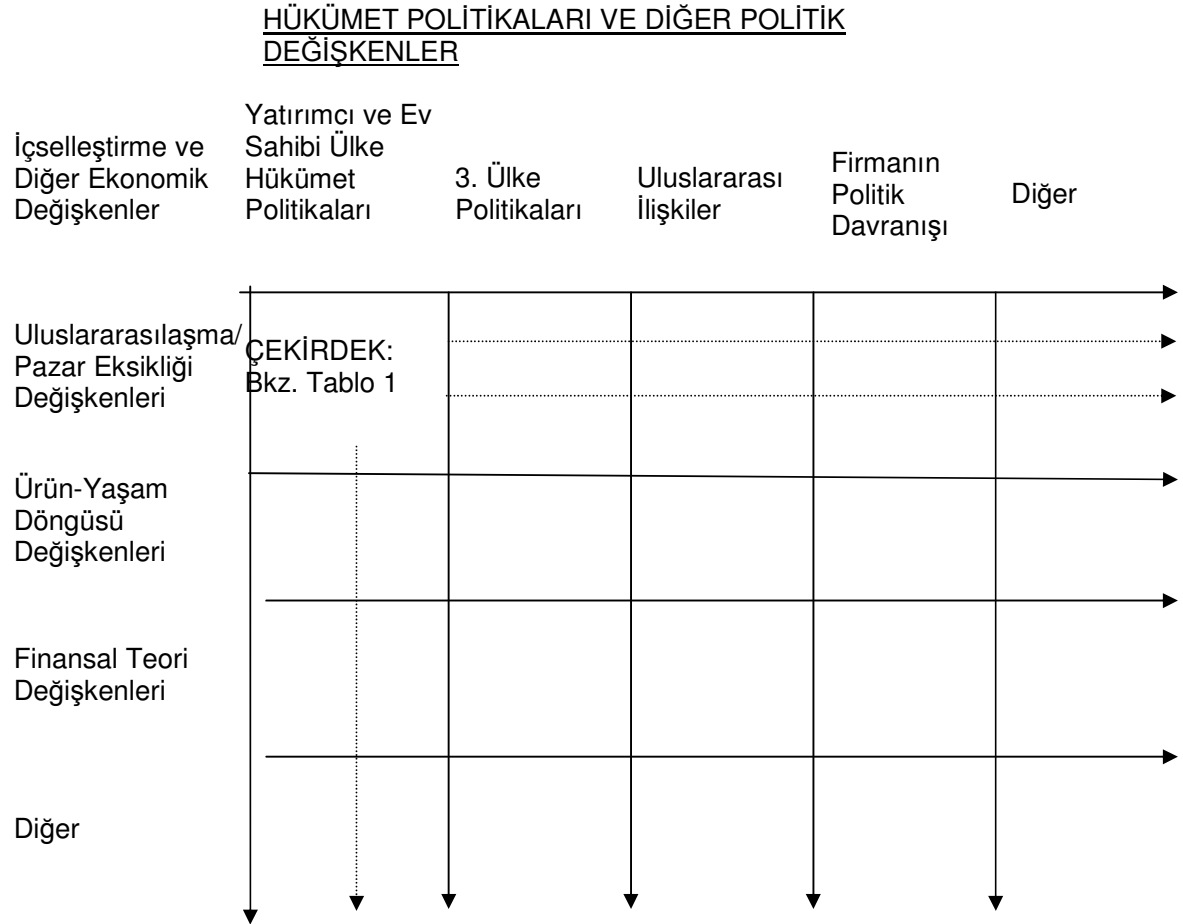 HÜKÜMET POLİTİKALARI VE DİĞER POLİTİK
DEĞİŞKENLER
İçselleştirme ve
Diğer Ekonomik
Değişkenler
Yatırımcı ve Ev
Sahibi Ülke
Hükümet
Politikaları
3. Ülke
Politikaları
Uluslararası
İlişkiler
Firmanın
Politik
Davranışı
Diğer
Uluslararasılaşma/
Pazar Eksikliği
Değişkenleri
ÇEKİRDEK:
Bkz. Tablo 1
Ürün-Yaşam
Döngüsü
Değişkenleri
Finansal Teori
Değişkenleri
Diğer